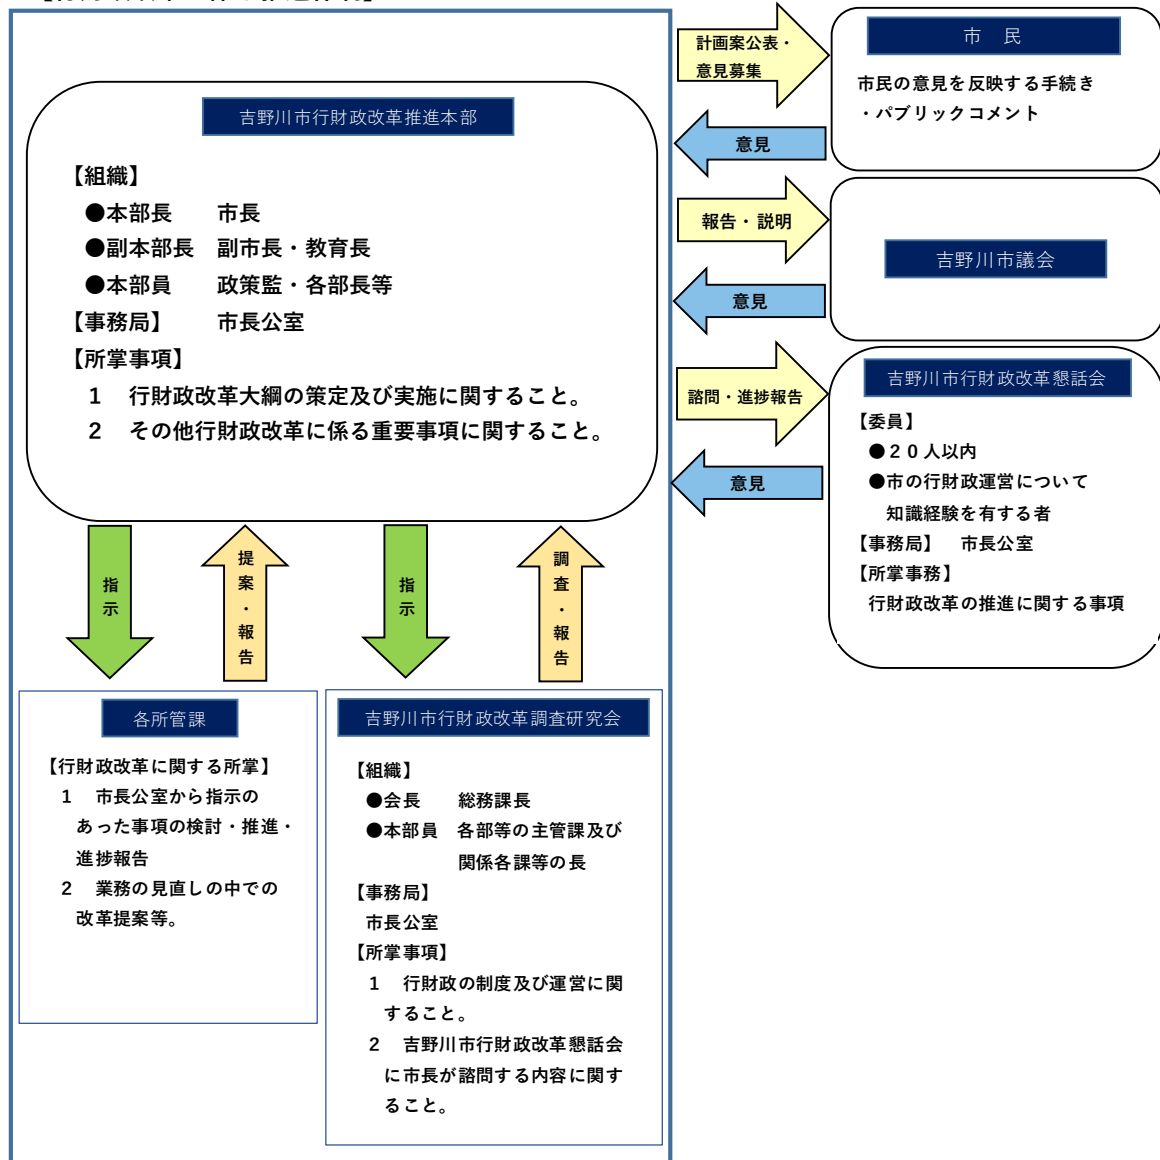 吉野川市行財政改革推進本部
【組織】
●本部長　市長
●副本部長　副市長・教育長
●本部員　政策監・各部長等
【事務局】　市長公室
【所掌事項】
1　行財政改革大綱の策定及び実施に関すること。
2　その他行財政改革に係る重要事項に関すること。
計画案公表・
意見募集
意見
市　民
市民の意見を反映する手続き
・パブリックコメント
報告・説明
意見
吉野川市議会
諮問・進捗報告
意見
吉野川市行財政改革懇話会
【委員】
●２０人以内
●市の行財政運営について
知識経験を有する者
【事務局】　市長公室
【所掌事務】
行財政改革の推進に関する事項
指示
提案・報告
指示
調査・報告
各所管課
【行財政改革に関する所掌】
1　市長公室から指示の
あった事項の検討・推進・
進捗報告
2　業務の見直しの中での
改革提案等。
吉野川市行財政改革調査研究会
【組織】
●会長　総務課長
●本部員　各部等の主管課及び
関係各課等の長
【事務局】
市長公室
【所掌事項】
1　行財政の制度及び運営に関
すること。
2　吉野川市行財政改革懇話会
に市長が諮問する内容に関す
ること。